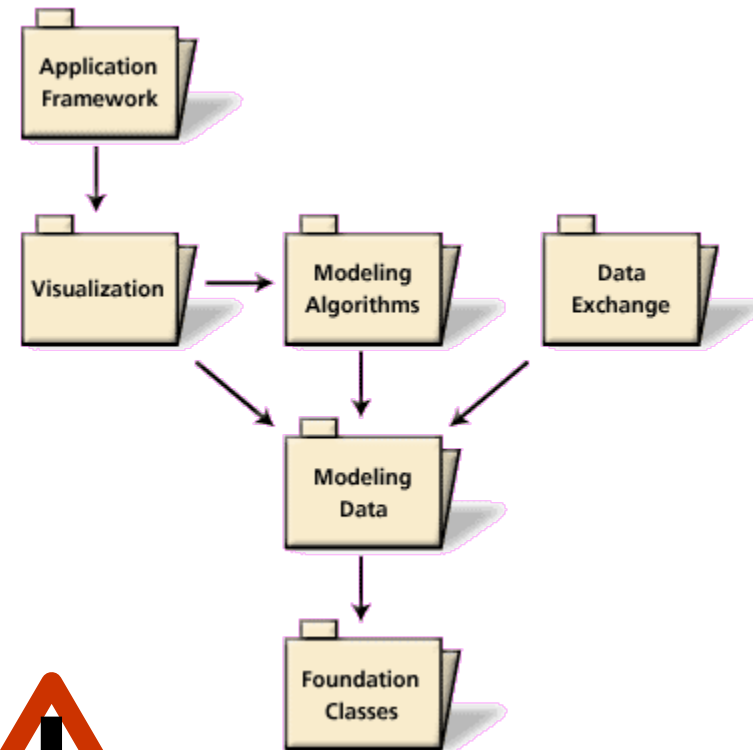 Application
Framework
Visualization
Modeling
Algorithms
Data
Exchange
Modeling
Data
Foundation
Classes